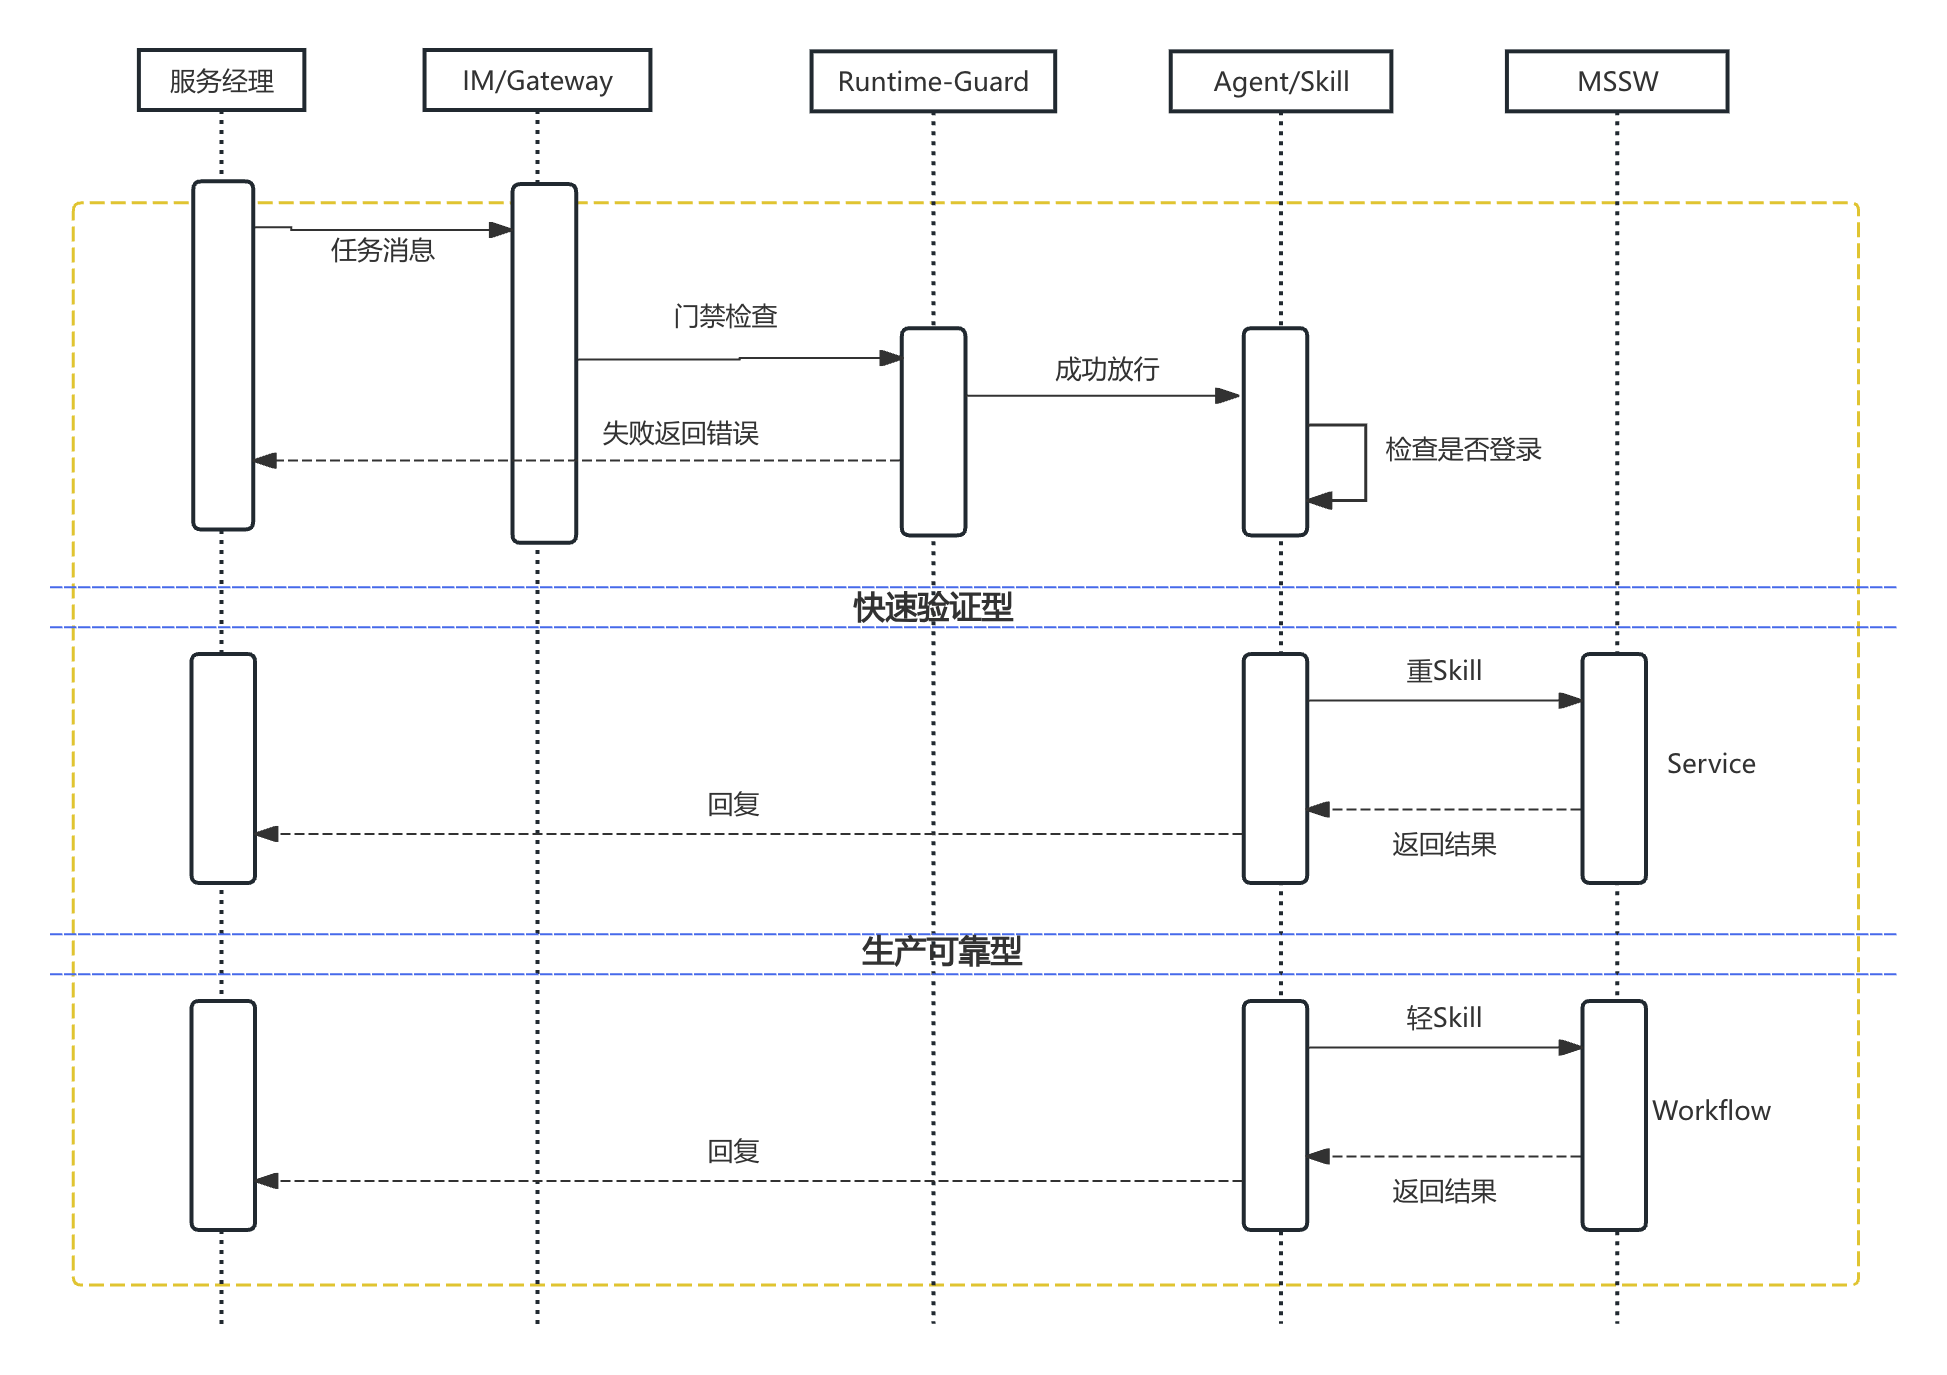 服务经理
IM/Gateway
Runtime-Guard
Agent/Skill
MSSW
任务消息
门禁检查
成功放行
失败返回错误
检查是否登录
快速验证型
重Skill
Service
回复
返回结果
生产可靠型
轻Skill
Workflow
回复
返回结果